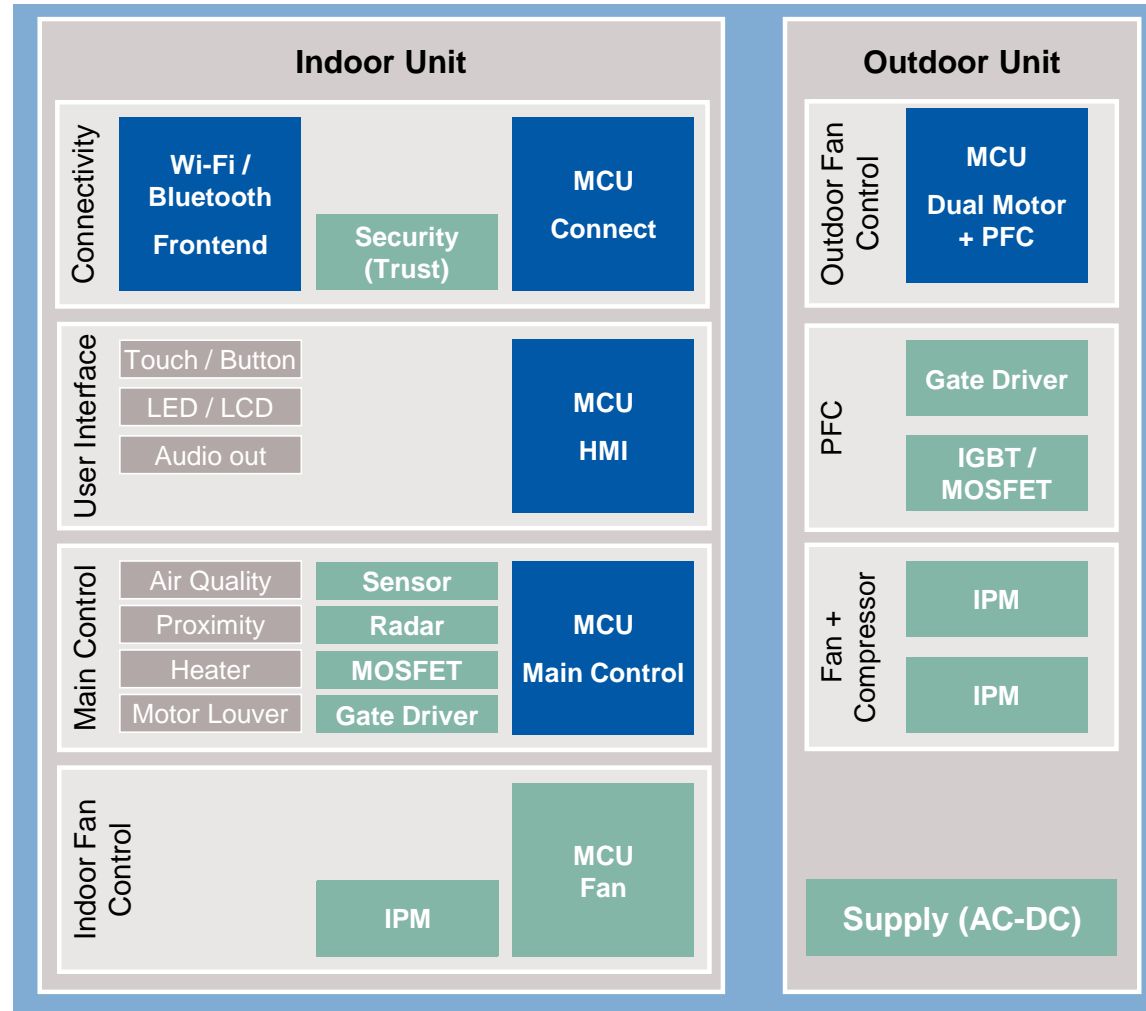 Indoor Unit
Connectivity
Wi-Fi /
Bluetooth
Frontend
Security
(Trust)
MCU
Connect
User Interface
Touch / Button
LED / LCD
Audio out
MCU
HMI
Main Control
Air Quality
Proximity
Heater
Motor Louver
Sensor
Radar
MOSFET
Gate Driver
MCU
Main Control
Indoor Fan
Control
IPM
MCU
Fan
Outdoor Unit
Outdoor Fan
Control
MCU
Dual Motor
+ PFC
PFC
Gate Driver
IGBT /
MOSFET
Fan +
Compressor
IPM
IPM
Supply (AC-DC)